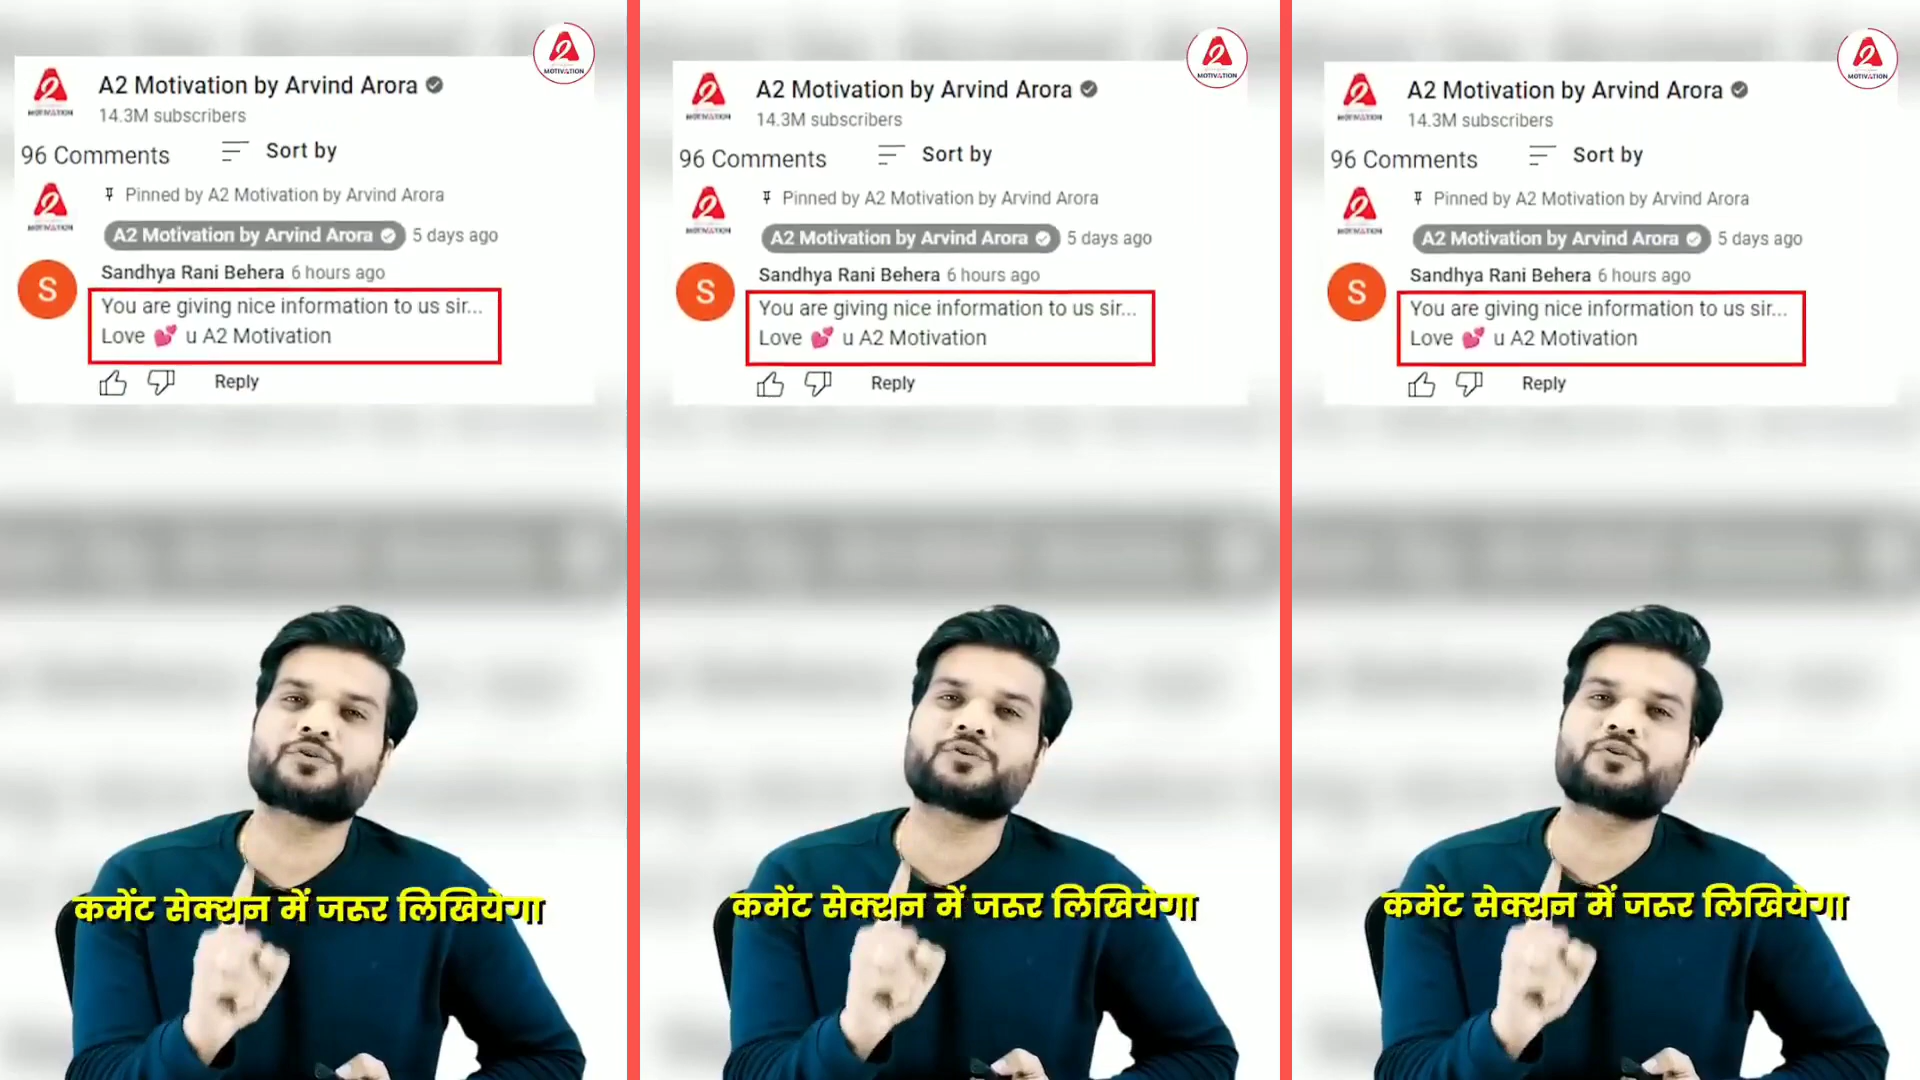 MOTIVATION
A2 Motivation by Arvind Arora
14.3M subscribers
96 Comments
Sort by
Pinned by A2 Motivation by Arvind Arora
A2 Motivation by Arvind Arora 5 days ago
S
Sandhya Rani Behera 6 hours ago
You are giving nice information to us sir...
Love 💕 u A2 Motivation
Reply
कमेंट सेक्शन में जरूर लिखियेगा
MOTIVATION
A2 Motivation by Arvind Arora
14.3M subscribers
96 Comments
Sort by
Pinned by A2 Motivation by Arvind Arora
A2 Motivation by Arvind Arora 5 days ago
S
Sandhya Rani Behera 6 hours ago
You are giving nice information to us sir...
Love 💕 u A2 Motivation
Reply
कमेंट सेक्शन में जरूर लिखियेगा
MOTIVATION
A2 Motivation by Arvind Arora
14.3M subscribers
96 Comments
Sort by
Pinned by A2 Motivation by Arvind Arora
A2 Motivation by Arvind Arora 5 days ago
S
Sandhya Rani Behera 6 hours ago
You are giving nice information to us sir...
Love 💕 u A2 Motivation
Reply
कमेंट सेक्शन में जरूर लिखियेगा